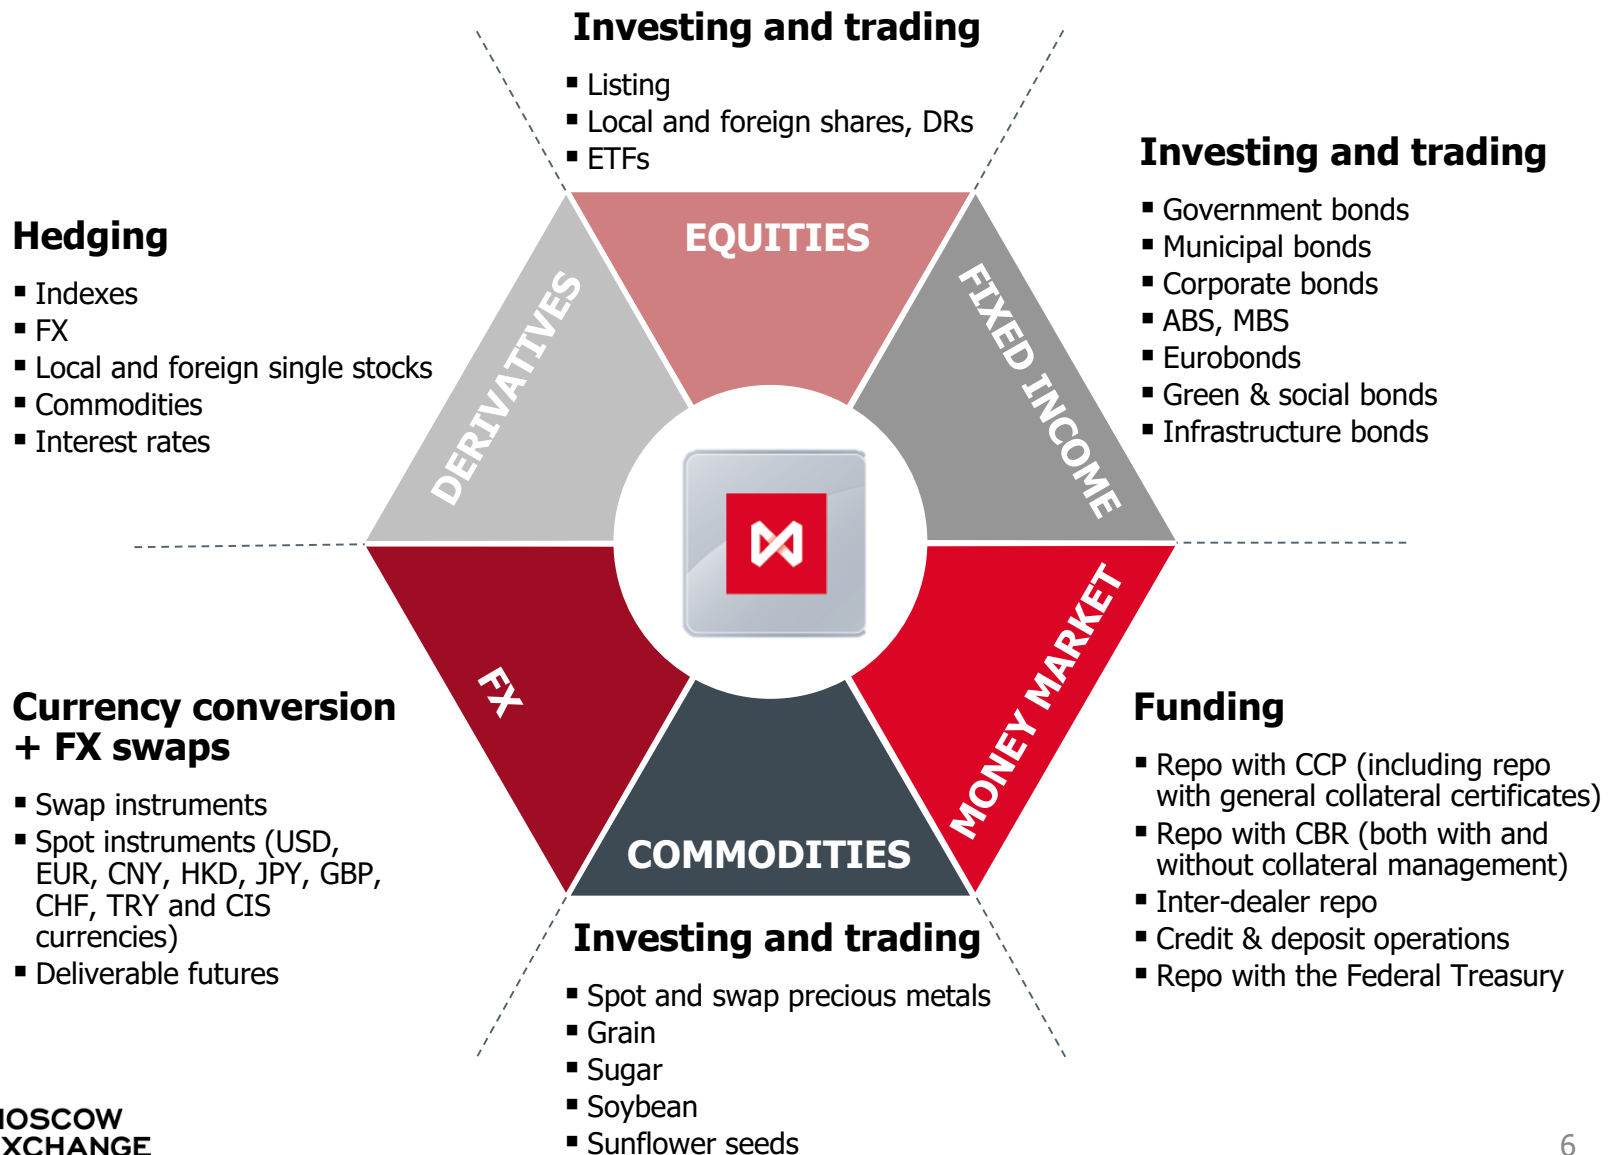 Investing and trading
▪ Listing
▪ Local and foreign shares, DRs
▪ ETFs
EQUITIES
Investing and trading
▪ Government bonds
▪ Municipal bonds
▪ Corporate bonds
▪ ABS, MBS
▪ Eurobonds
▪ Green & social bonds
▪ Infrastructure bonds
FIXED INCOME
Hedging
▪ Indexes
▪ FX
▪ Local and foreign single stocks
▪ Commodities
▪ Interest rates
DERIVATIVES
Currency conversion
+ FX swaps
▪ Swap instruments
▪ Spot instruments (USD,
EUR, CNY, HKD, JPY, GBP,
CHF, TRY and CIS
currencies)
▪ Deliverable futures
FX
MONEY MARKET
Funding
▪ Repo with CCP (including repo
with general collateral certificates)
▪ Repo with CBR (both with and
without collateral management)
▪ Inter-dealer repo
▪ Credit & deposit operations
▪ Repo with the Federal Treasury
COMMODITIES
Investing and trading
▪ Spot and swap precious metals
▪ Grain
▪ Sugar
▪ Soybean
▪ Sunflower seeds
OSCOW
XCHANGE
6